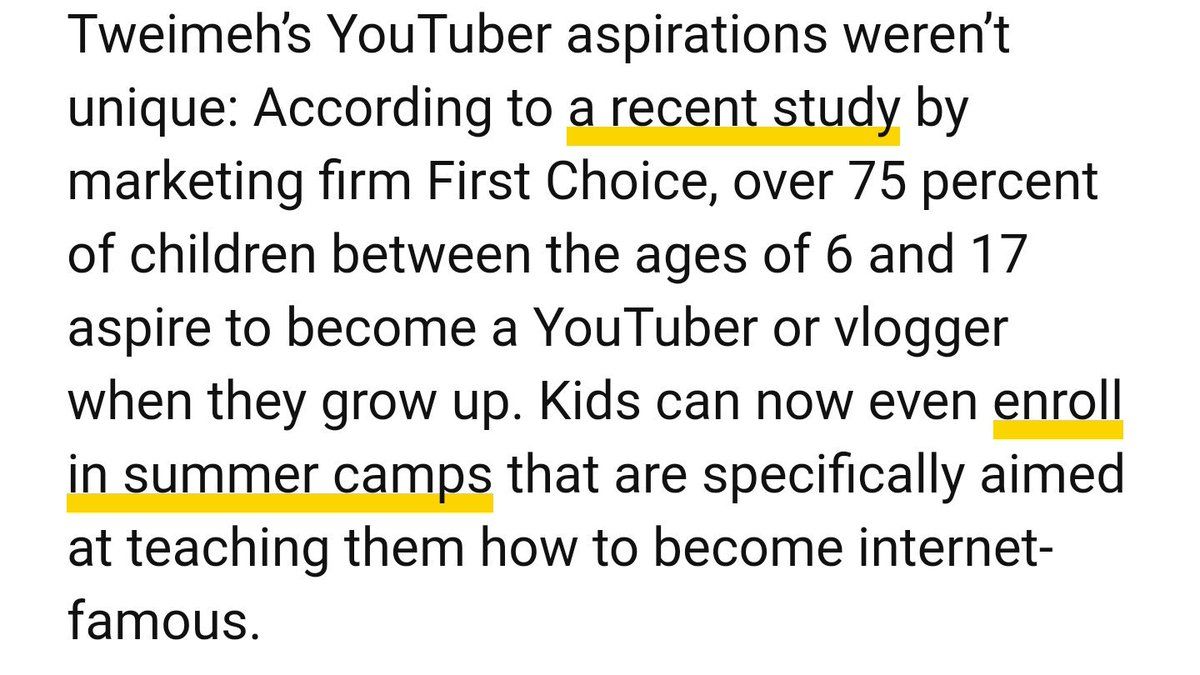 Tweimeh’s YouTuber aspirations weren’t
unique: According to a recent study by
marketing firm First Choice, over 75 percent
of children between the ages of 6 and 17
aspire to become a YouTuber or vlogger
when they grow up. Kids can now even enroll
in summer camps that are specifically aimed
at teaching them how to become internet-
famous.